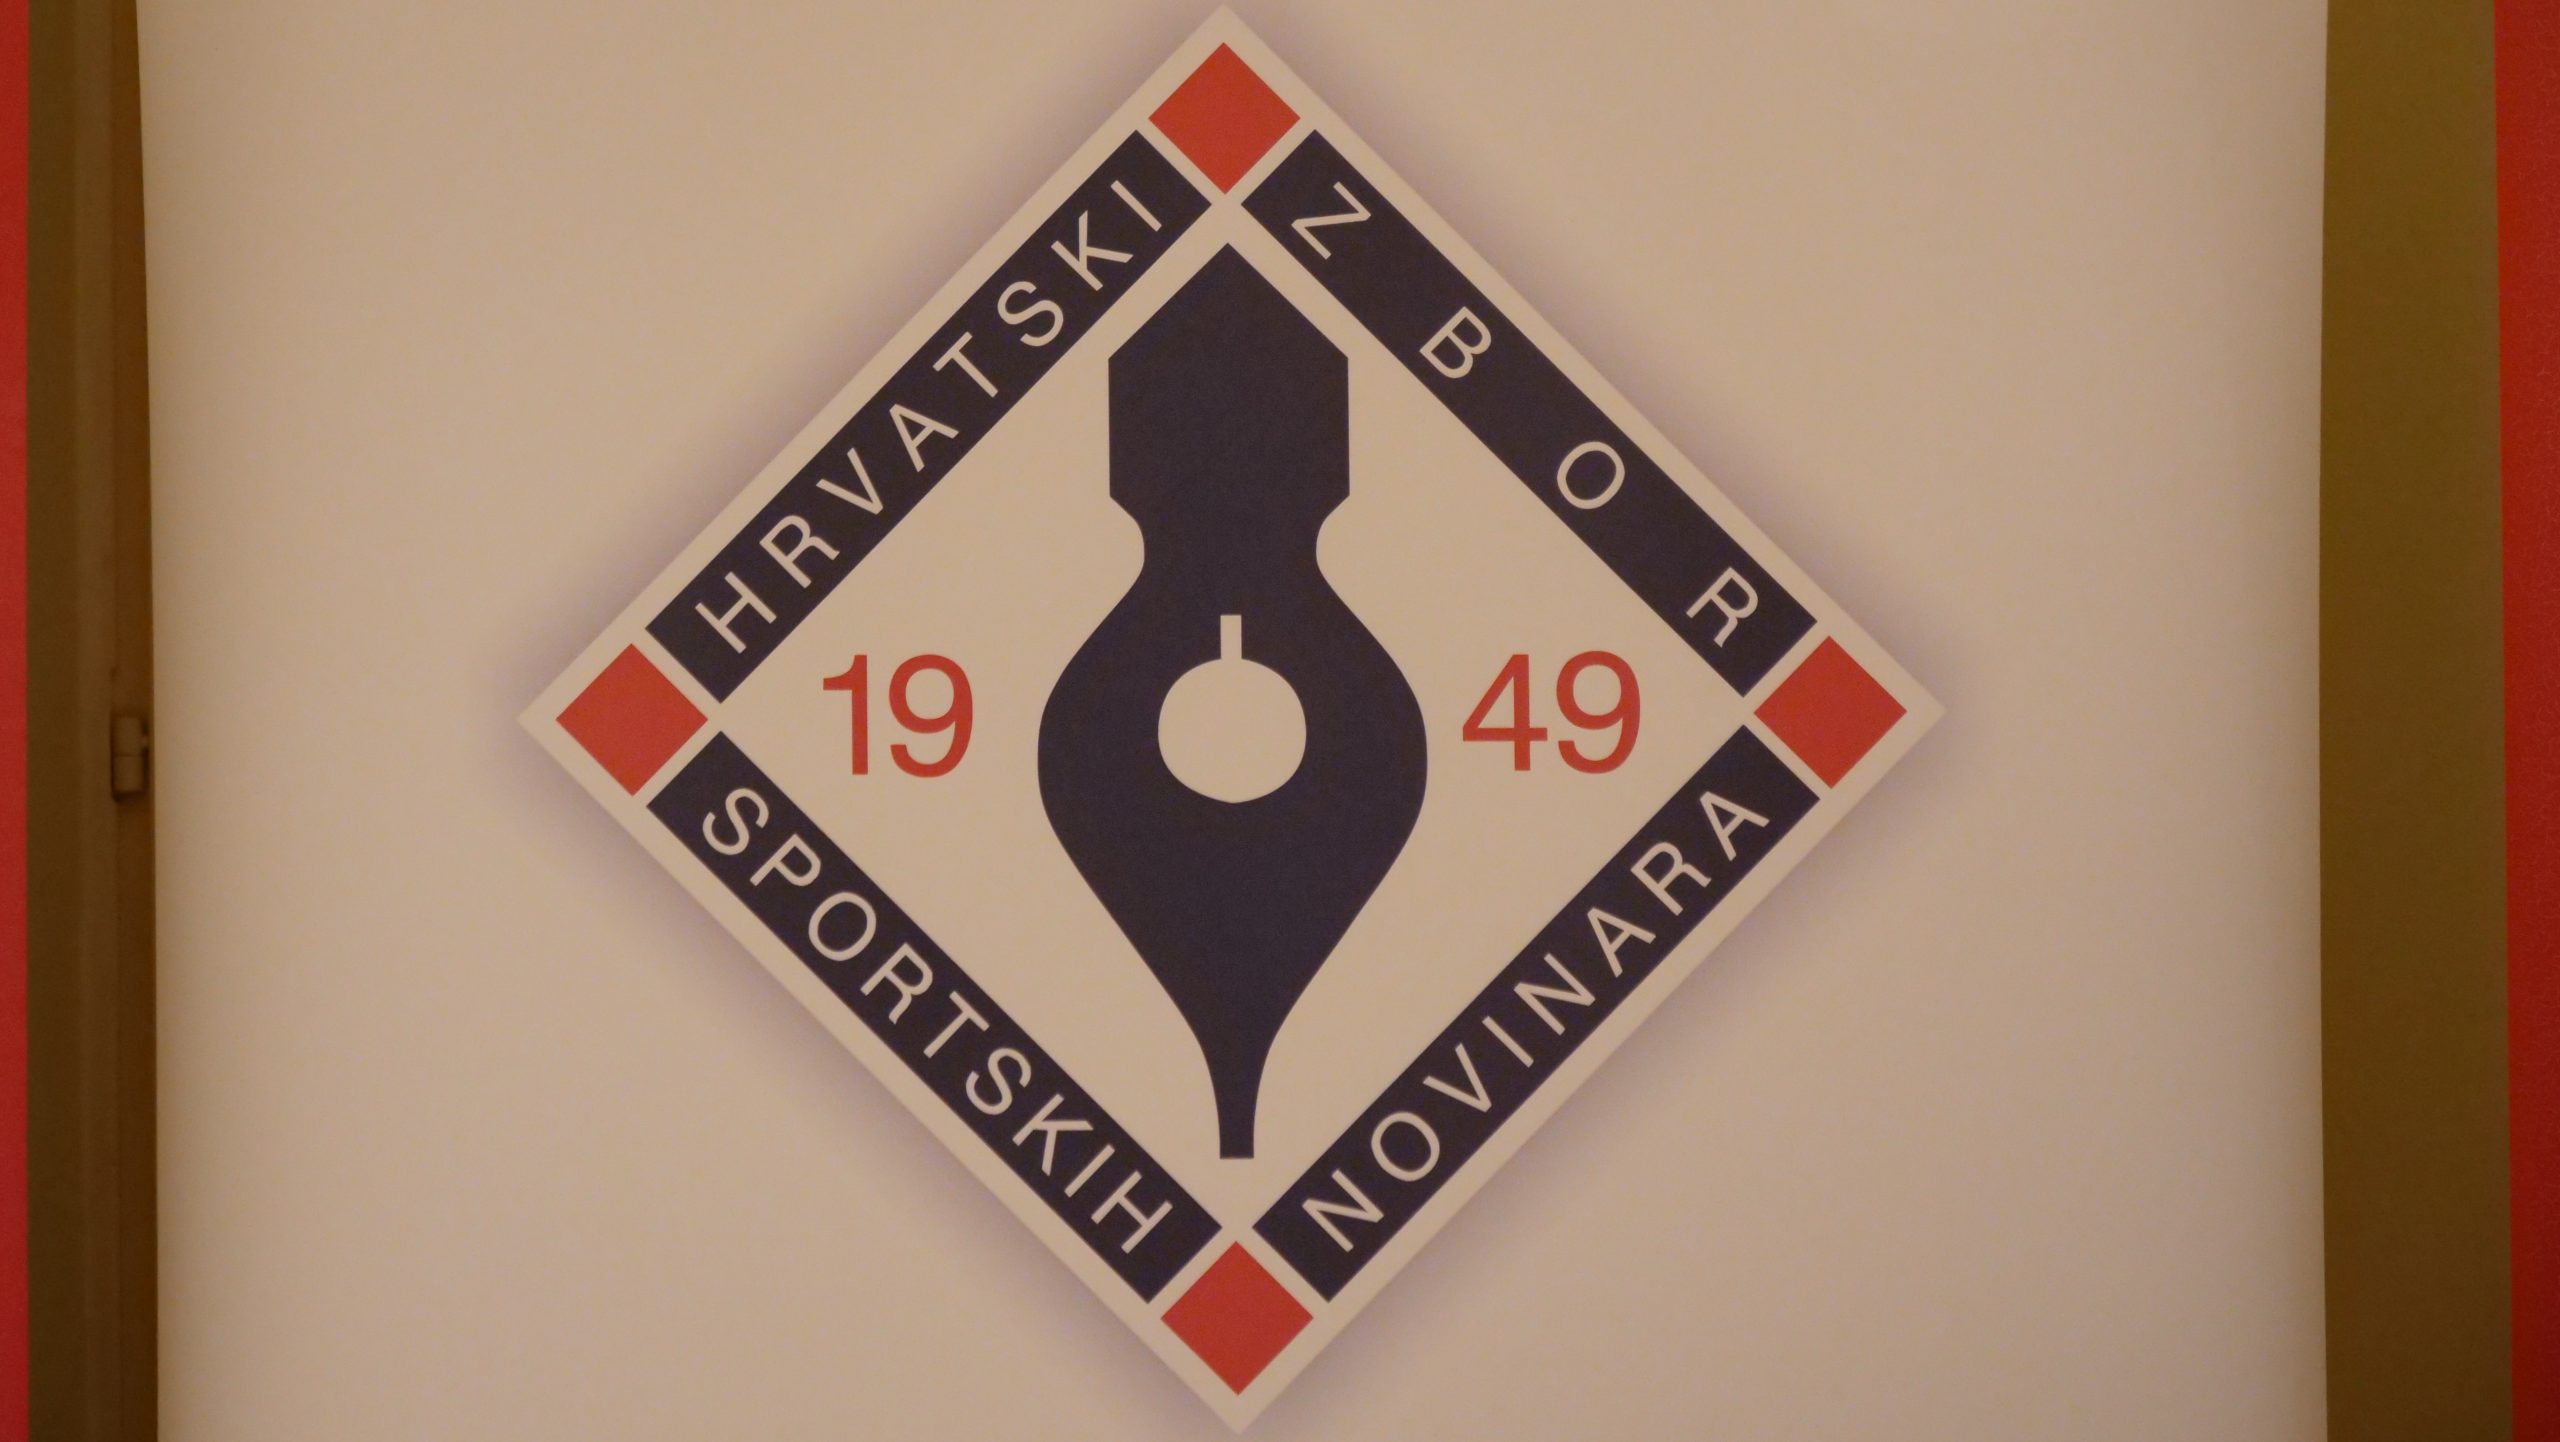 HRVATSKI
ZBOR
SPORTSKIH
NOVINARA
19 49